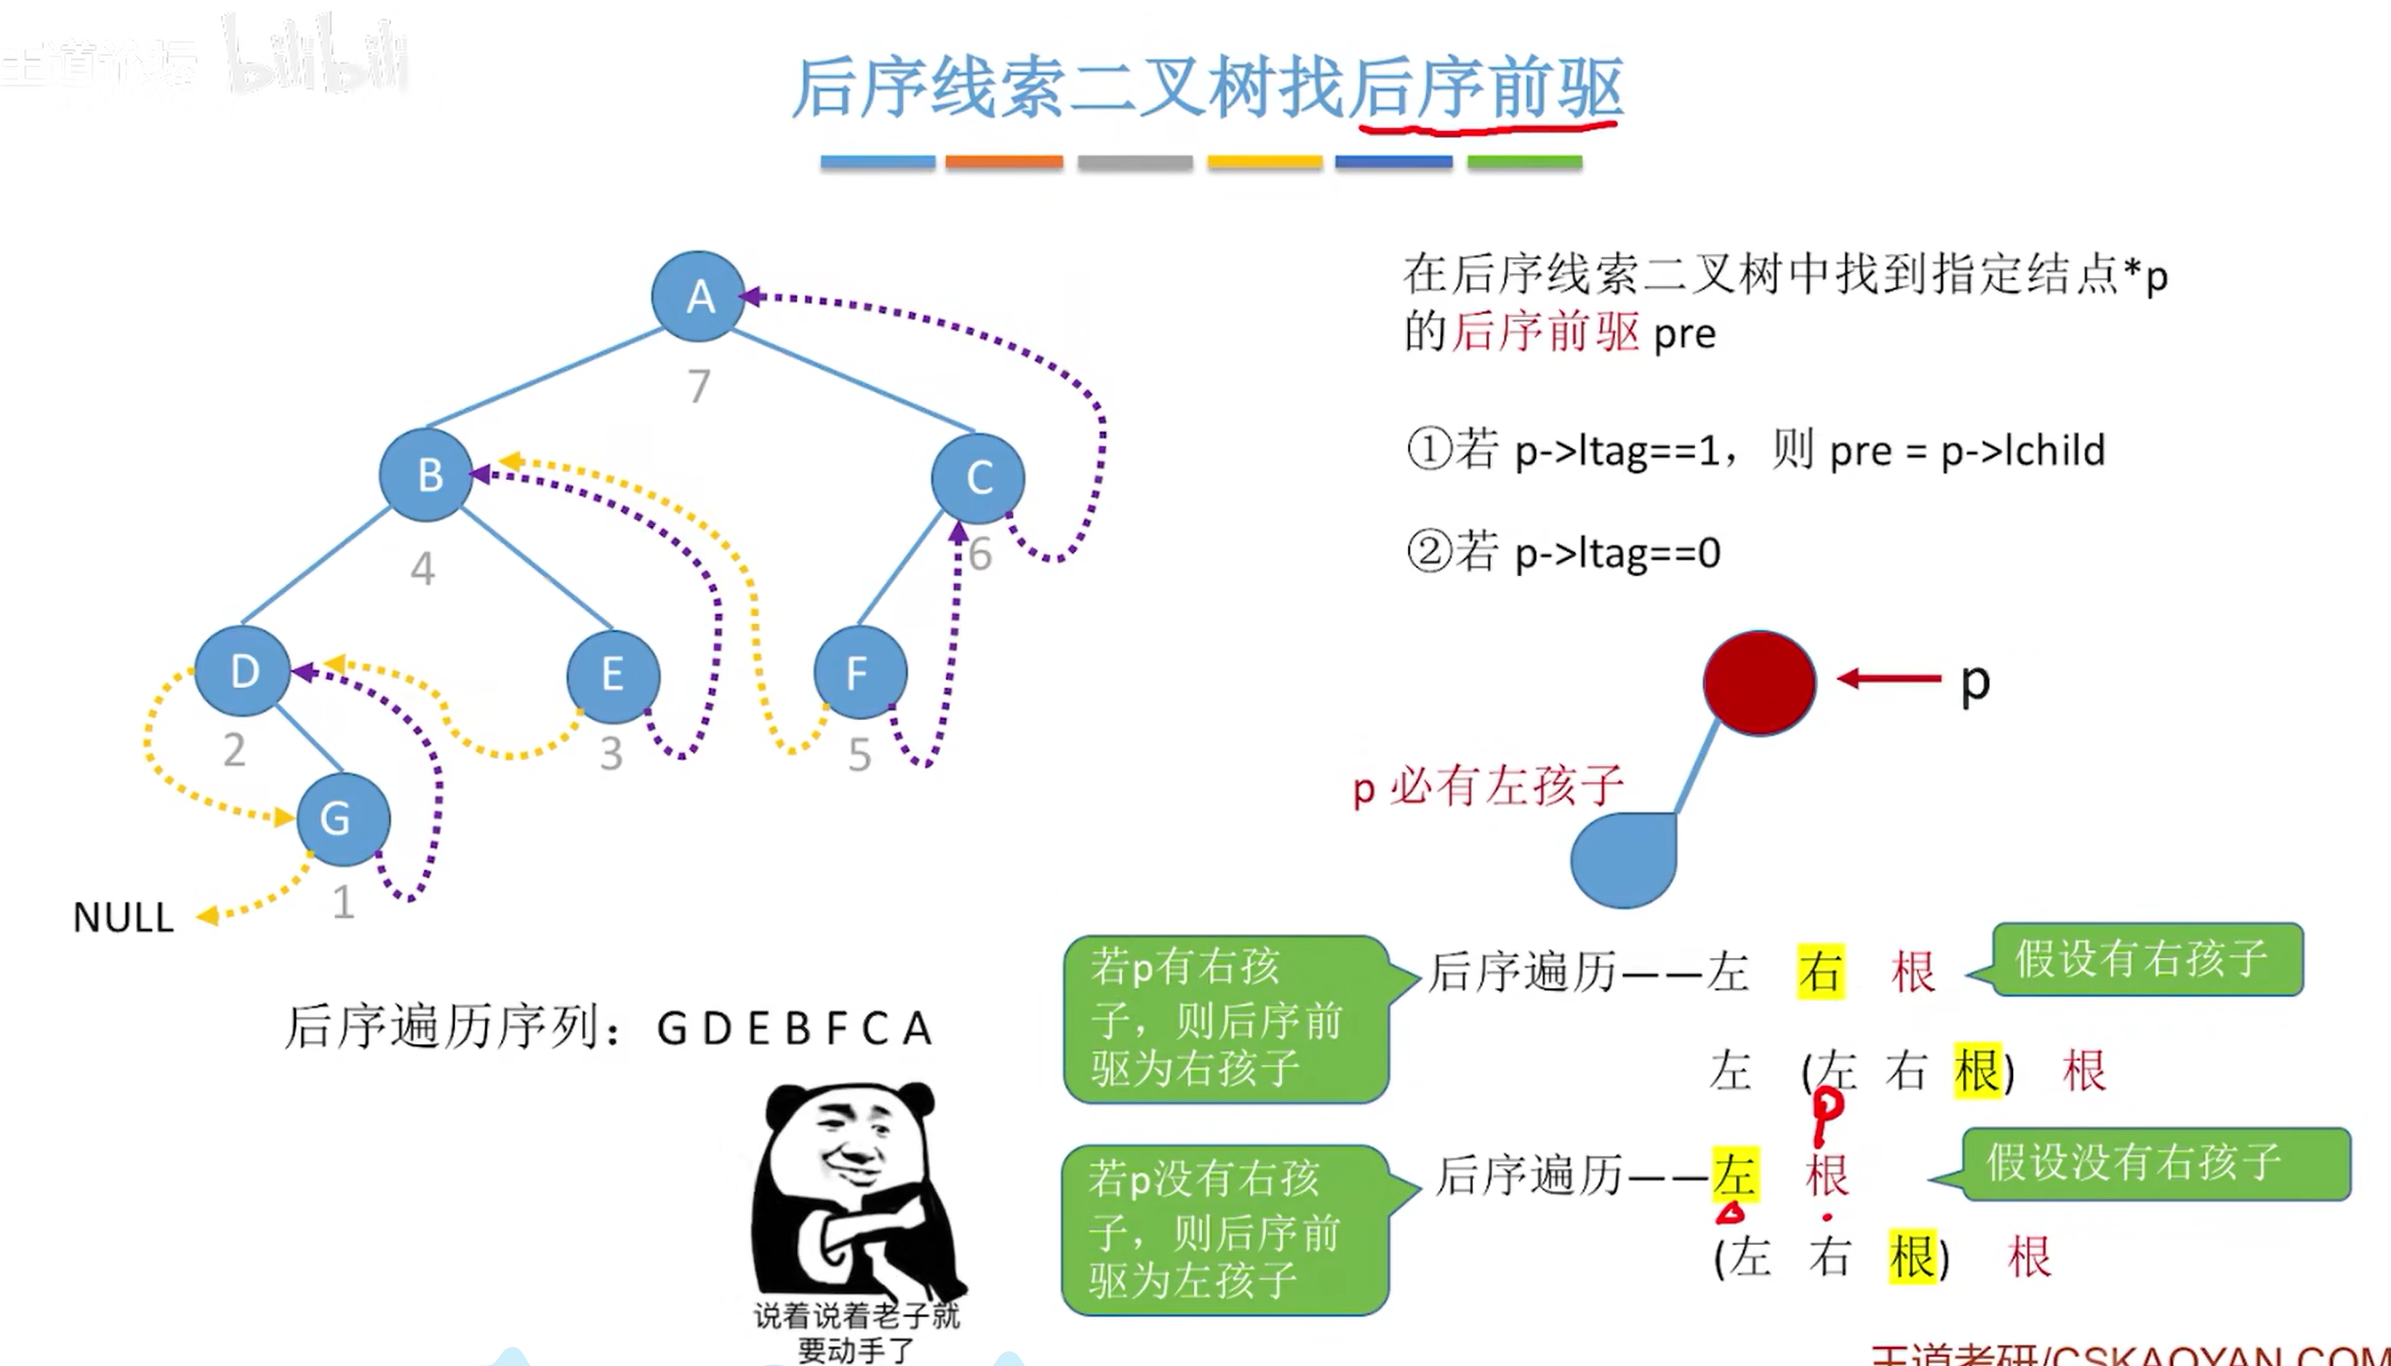 王道论坛 bilibili
后序线索二叉树找后序前驱
在后序线索二叉树中找到指定结点*p
的后序前驱 pre
①若 p->ltag==1，则 pre = p->lchild
②若 p->ltag==0
A
7
B
4
C
6
D
2
E
3
F
5
G
1
NULL
p
p 必有左孩子
后序遍历序列：G D E B F C A
若p有右孩
子，则后序前
驱为右孩子
后序遍历——左 右 根
假设有右孩子
左 (左 右 根) 根
p
若p没有右孩
子，则后序前
驱为左孩子
后序遍历——左 根
假设没有右孩子
(左 右 根) 根
说着说着老子就
要动手了
王道考研/CSKAOYAN.COM